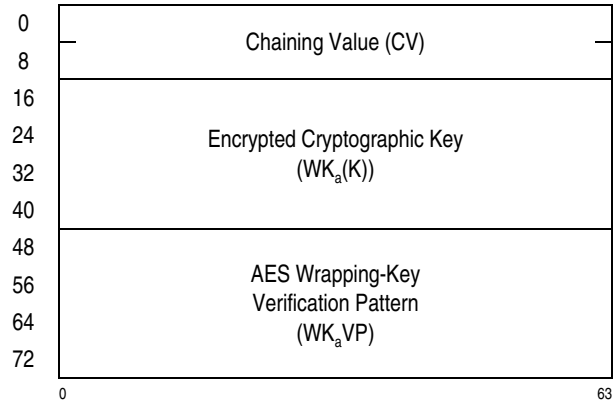 0
Chaining Value (CV)
8
16
24
Encrypted Cryptographic Key
32
(WKa(K))
40
48
AES Wrapping-Key
56
Verification Pattern
64
(WKaVP)
72
0 63